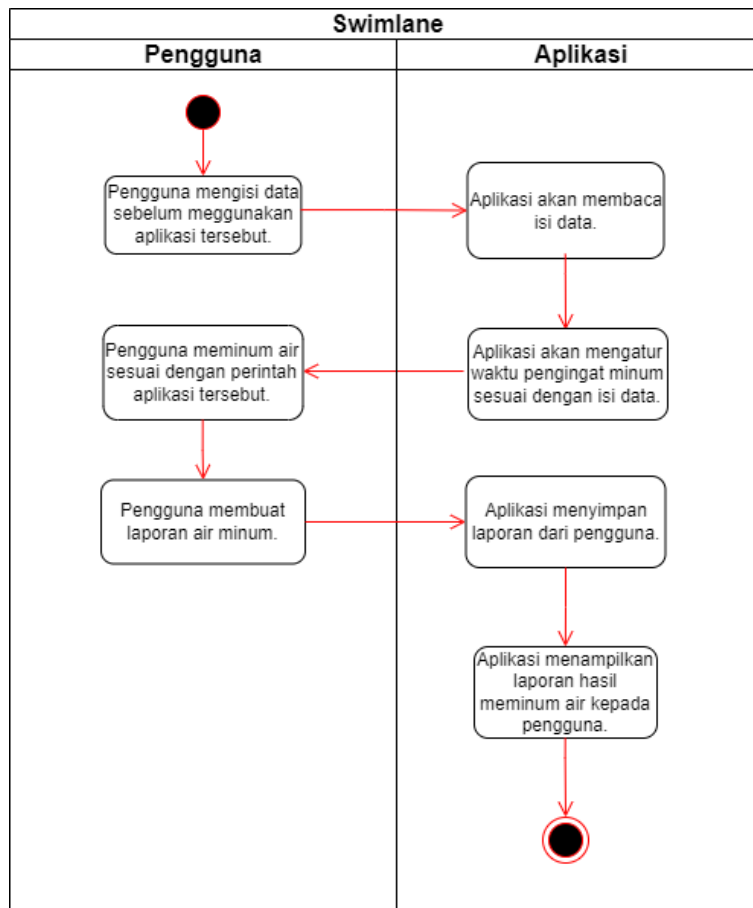 Swimlane
Pengguna
Aplikasi
Pengguna mengisi data
sebelum meggunakan
aplikasi tersebut.
Aplikasi akan membaca
isi data.
Aplikasi akan mengatur
waktu pengingat minum
sesuai dengan isi data.
Pengguna meminum air
sesuai dengan perintah
aplikasi tersebut.
Pengguna membuat
laporan air minum.
Aplikasi menyimpan
laporan dari pengguna.
Aplikasi menampilkan
laporan hasil
meminum air kepada
pengguna.